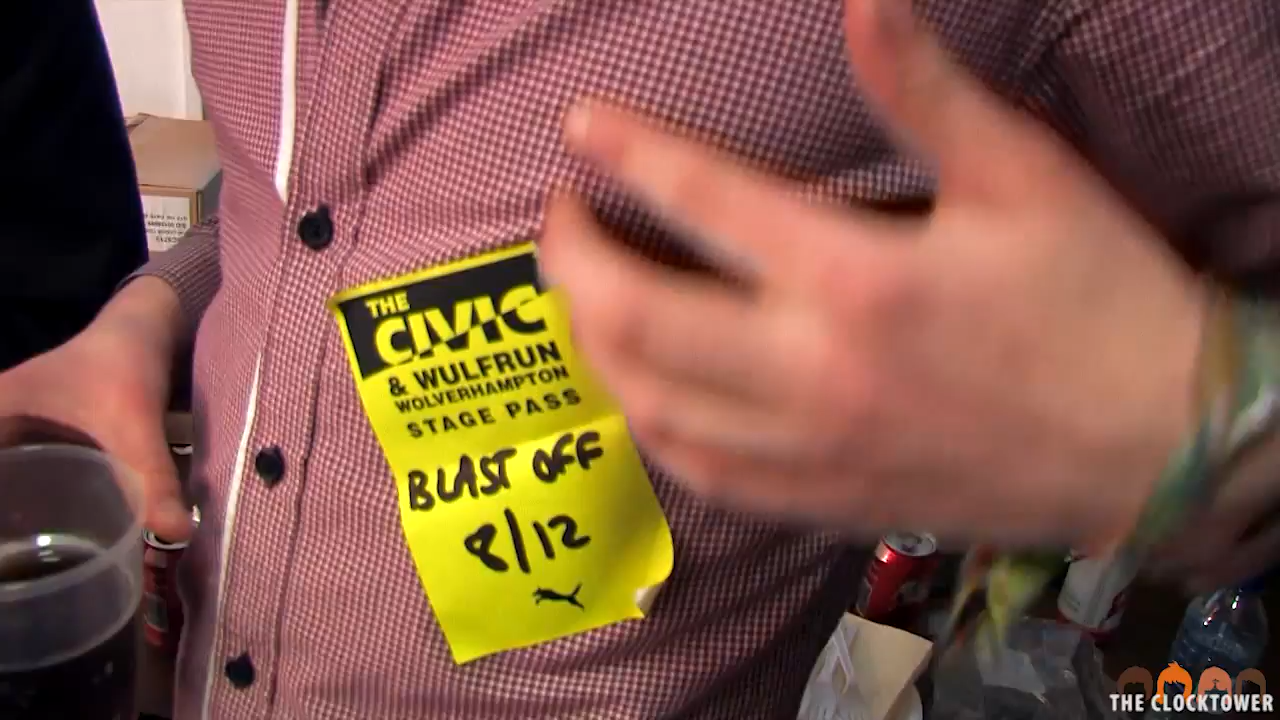 THE
CIVIC
& WULFRUN
WOLVERHAMPTON
STAGE PASS
BLAST OFF
8/12
THE CLOCKTOWER